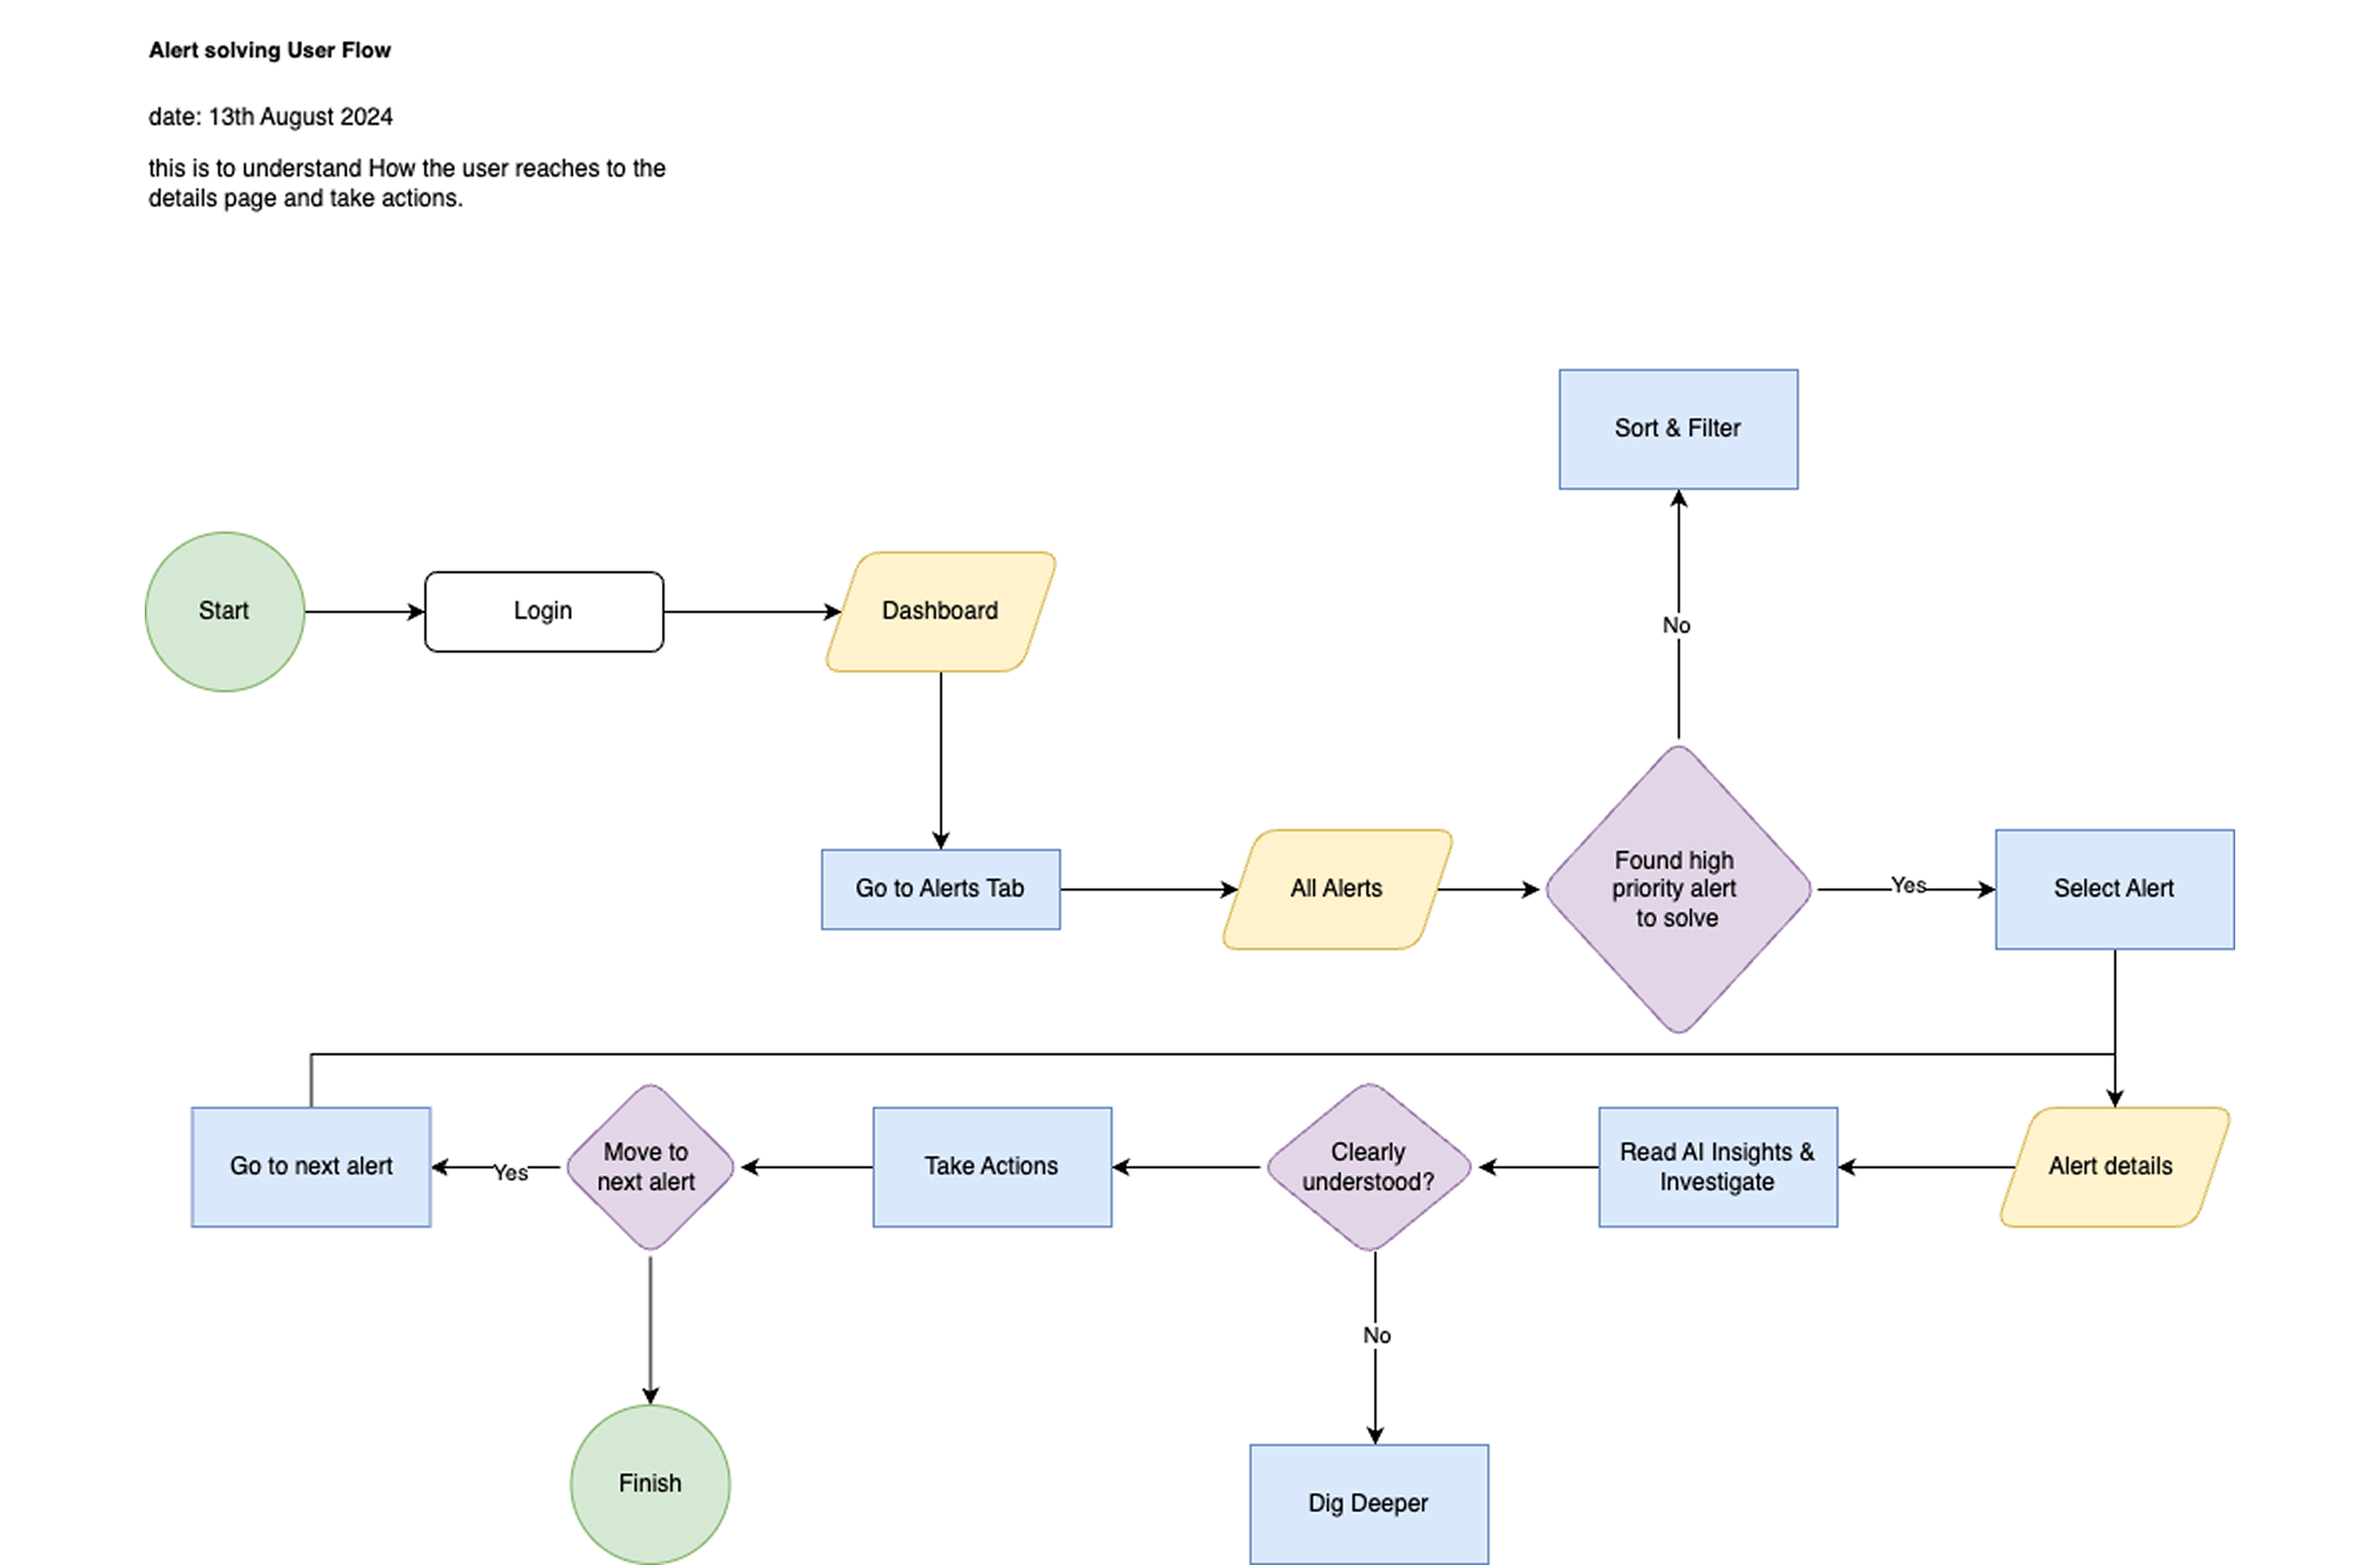 Alert solving User Flow
date: 13th August 2024
this is to understand How the user reaches to the
details page and take actions.
Sort & Filter
Start
Login
Dashboard
No
Go to Alerts Tab
All Alerts
Found high
priority alert
to solve
Yes
Select Alert
Go to next alert
Yes
Move to
next alert
Take Actions
Clearly
understood?
Read AI Insights &
Investigate
Alert details
No
Finish
Dig Deeper